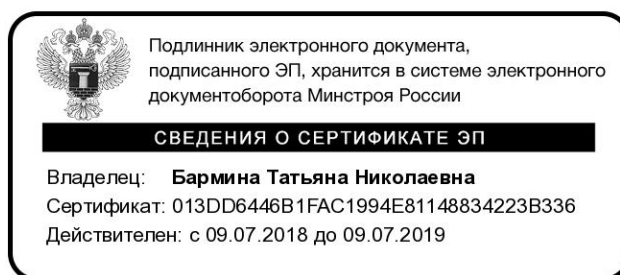 Подлинник электронного документа,
подписанного ЭП, хранится в системе электронного
документооборота Минстроя России
СВЕДЕНИЯ О СЕРТИФИКАТЕ ЭП
Владелец: Бармина Татьяна Николаевна
Сертификат: 013DD6446B1FAC1994E81148834223B336
Действителен: с 09.07.2018 до 09.07.2019